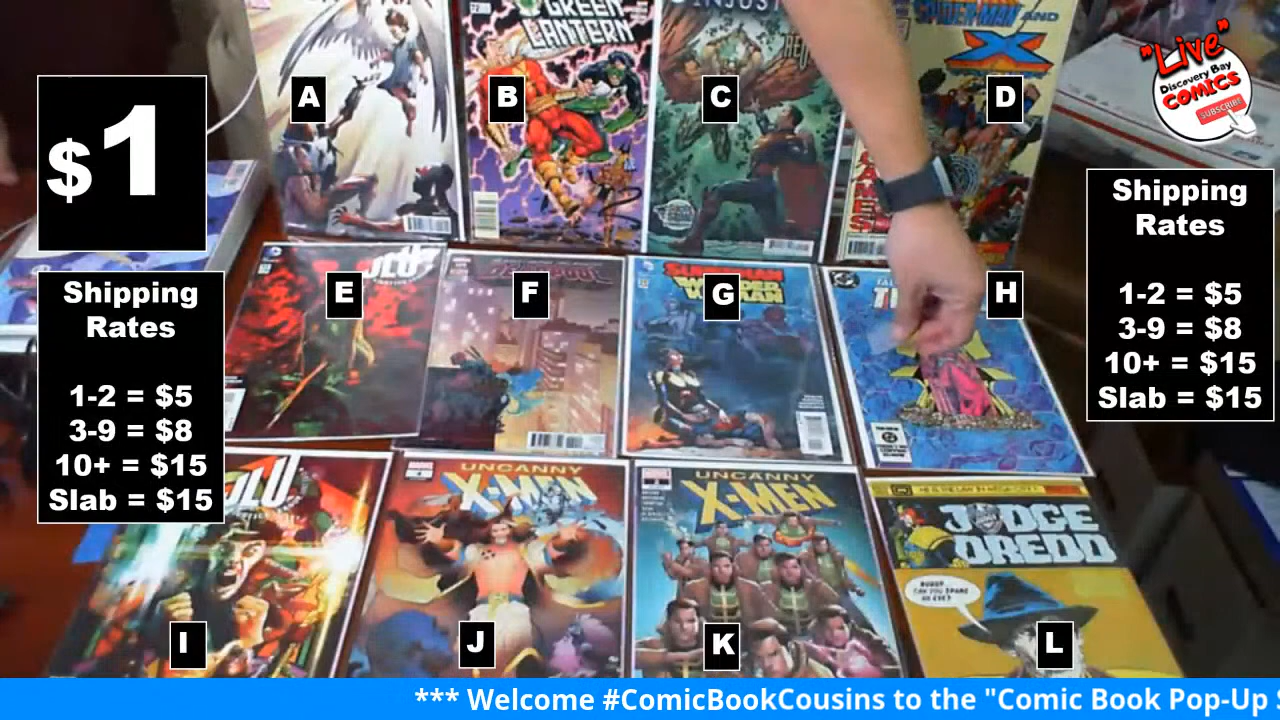 $1
Shipping
Rates
1-2 = $5
3-9 = $8
10+ = $15
Slab = $15
A
B
C
D
GREEN
LANTERN
INJUST
SPIDER-MAN AND
X
"Live"
Discovery Bay
COMICS
SUBSCRIBE!
Shipping
Rates
1-2 = $5
3-9 = $8
10+ = $15
Slab = $15
E
F
G
H
WONDER
I
J
K
L
UNCANNY
X-MEN
UNCANNY
X-MEN
JUDGE
DREDD
BUDDY
CAN YOU SPARE
AN EYE?
*** Welcome #ComicBookCousins to the "Comic Book Pop-Up S